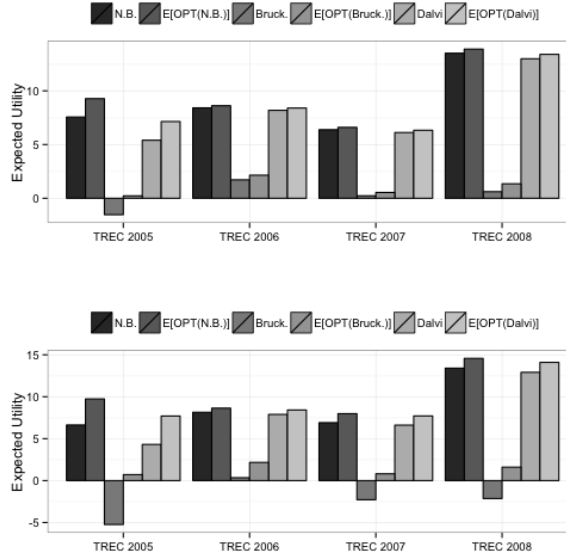 N.B. E[OPT(N.B.)] Bruck. E[OPT(Bruck.)] Dalvi E[OPT(Dalvi)]
Expected Utility
10
5
0
TREC 2005 TREC 2006 TREC 2007 TREC 2008
N.B. E[OPT(N.B.)] Bruck. E[OPT(Bruck.)] Dalvi E[OPT(Dalvi)]
Expected Utility
15
10
5
0
-5
TREC 2005 TREC 2006 TREC 2007 TREC 2008